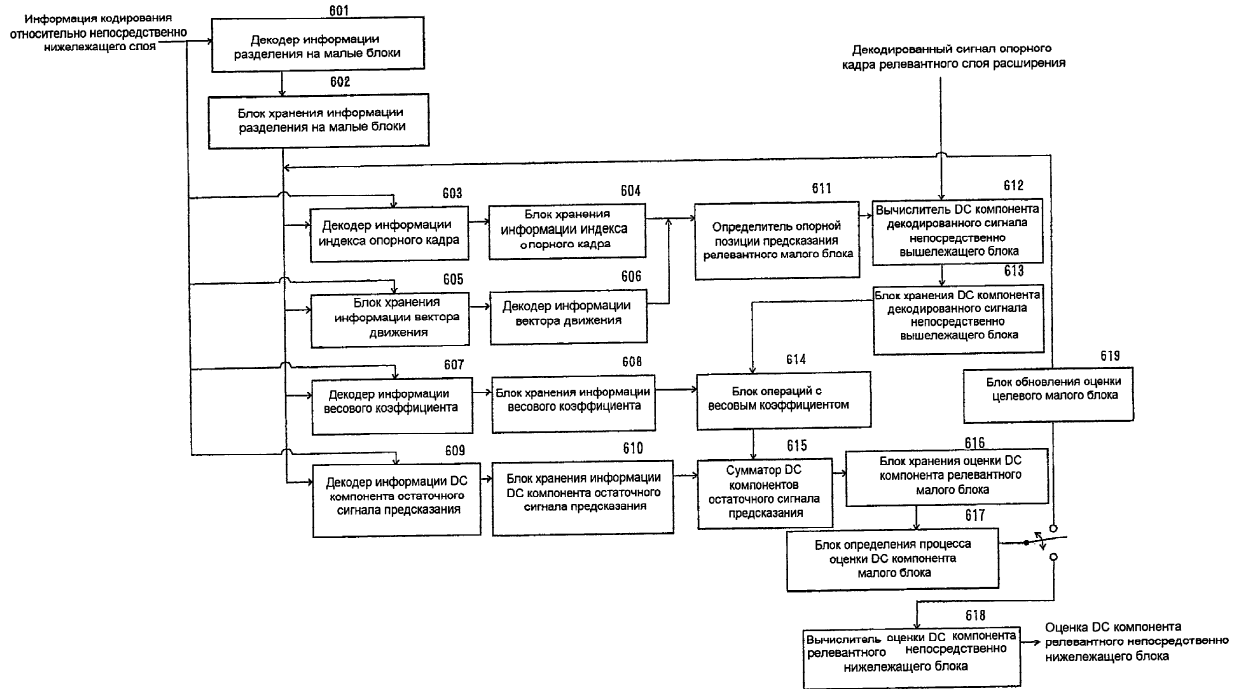 Информация кодирования
относительно непосредственно
нижележащего слоя
601
Декодер информации
разделения на малые блоки
602
Блок хранения информации
разделения на малые блоки
Декодированный сигнал опорного
кадра релевантного слоя расширения
603
Декодер информации
индекса опорного кадра
604
Блок хранения
информации индекса
опорного кадра
611
Определитель опорной
позиции предсказания
релевантного малого блока
612
Вычислитель DC компонента
декодированного сигнала
непосредственно
вышележащего блока
605
Блок хранения
информации вектора
движения
606
Декодер информации
вектора движения
613
Блок хранения DC компонента
декодированного сигнала
непосредственно
вышележащего блока
607
Декодер информации
весового коэффициента
608
Блок хранения информации
весового коэффициента
614
Блок операций с
весовым коэффициентом
619
Блок обновления оценки
целевого малого блока
609
Декодер информации DC
компонента остаточного
сигнала предсказания
610
Блок хранения информации
DC компонента остаточного
сигнала предсказания
615
Сумматор DC
компонентов
остаточного сигнала
предсказания
616
Блок хранения оценки DC
компонента релевантного
малого блока
617
Блок определения процесса
оценки DC компонента
малого блока
618
Вычислитель оценки DC компонента
релевантного непосредственно
нижележащего блока
Оценка DC компонента
релевантного непосредственно
нижележащего блока